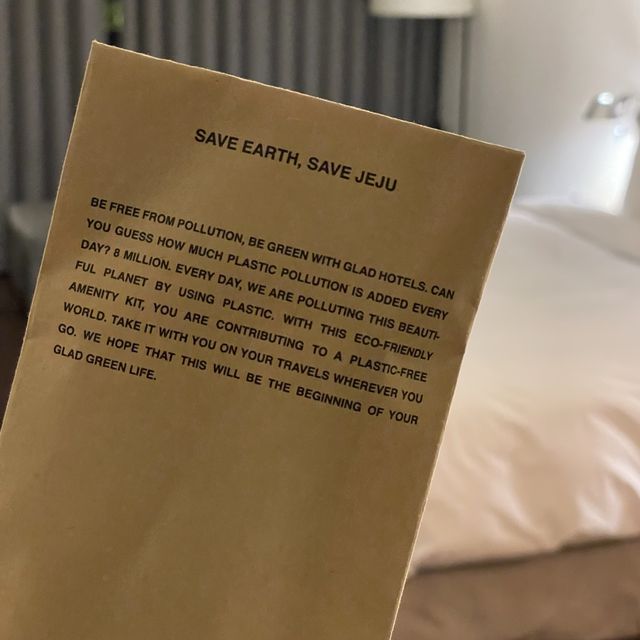 SAVE EARTH, SAVE JEJU
BE FREE FROM POLLUTION, BE GREEN WITH GLAD HOTELS. CAN
YOU GUESS HOW MUCH PLASTIC POLLUTION IS ADDED EVERY
DAY? 8 MILLION. EVERY DAY, WE ARE POLLUTING THIS BEAUTI-
FUL PLANET BY USING PLASTIC. WITH THIS ECO-FRIENDLY
AMENITY KIT, YOU ARE CONTRIBUTING TO A PLASTIC-FREE
WORLD. TAKE IT WITH YOU ON YOUR TRAVELS WHEREVER YOU
GO. WE HOPE THAT THIS WILL BE THE BEGINNING OF YOUR
GLAD GREEN LIFE.